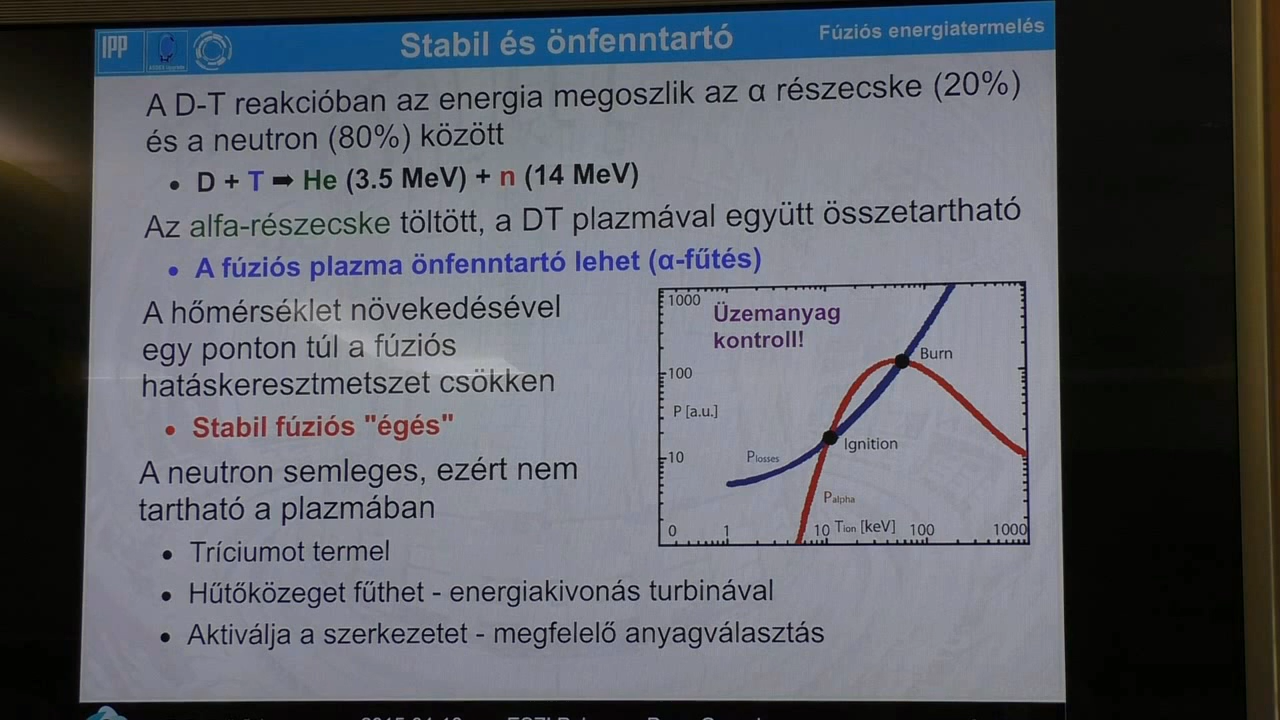 IPP
Stabil és önfenntartó
Fúziós energiatermelés
A D-T reakcióban az energia megoszlik az α részecske (20%)
és a neutron (80%) között
• D + T ➡ He (3.5 MeV) + n (14 MeV)
Az alfa-részecske töltött, a DT plazmával együtt összetartható
• A fúziós plazma önfenntartó lehet (α-fűtés)
A hőmérséklet növekedésével
egy ponton túl a fúziós
hatáskeresztmetszet csökken
• Stabil fúziós "égés"
A neutron semleges, ezért nem
tartható a plazmában
• Tríciumot termel
• Hűtőközeget fűthet - energiakivonás turbinával
• Aktiválja a szerkezetet - megfelelő anyagválasztás
1000
Üzemanyag
kontroll!
Burn
100
P [a.u.]
Ignition
10
Plosses
Palpha
0 1 10 Tion [keV] 100 1000